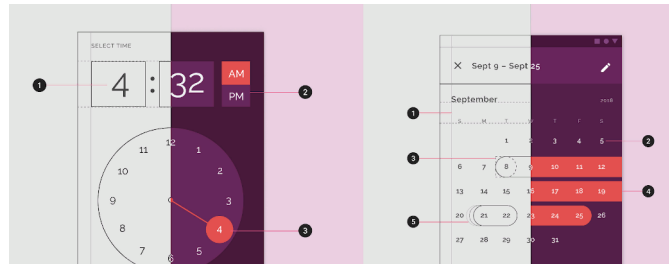 SELECT TIME
4 : 32
AM
PM
1
2
3
12
11
1
10
2
9
3
8
4
7
5
6
Sept 9 – Sept 25
September
2018
S M T W T F S
1 2 3 4 5
6 7 8 9 10 11 12
13 14 15 16 17 18 19
20 21 22 23 24 25 26
27 28 29 30 31
1
2
3
4
5